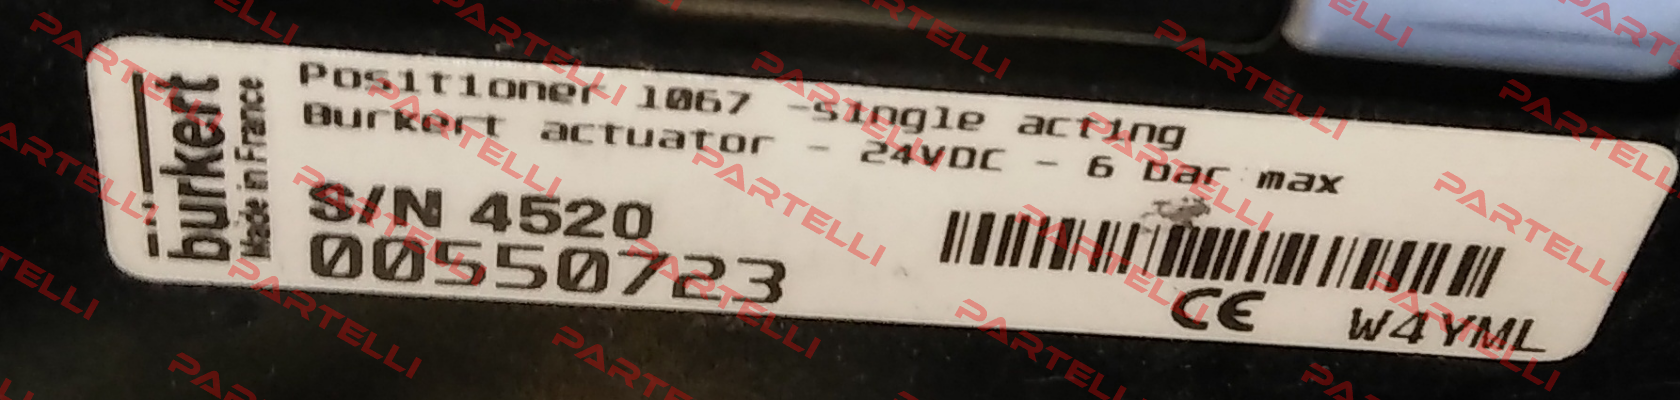 burkert
Made in France
Positioner 1067 -single acting
Burkert actuator - 24VDC - 6 bar max
S/N 4520
00550723
CE W4YML
PARTELLI